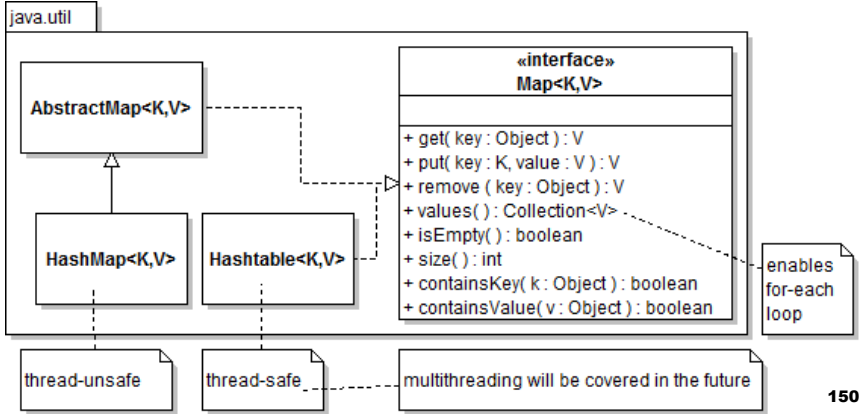 java.util
«interface»
Map<K,V>
AbstractMap<K,V>
+ get( key : Object ) : V
+ put( key : K, value : V ) : V
+ remove ( key : Object ) : V
+ values( ) : Collection<V>
+ isEmpty( ) : boolean
+ size( ) : int
+ containsKey( k : Object ) : boolean
+ containsValue( v : Object ) : boolean
HashMap<K,V>
Hashtable<K,V>
enables
for-each
loop
thread-unsafe
thread-safe
multithreading will be covered in the future
150